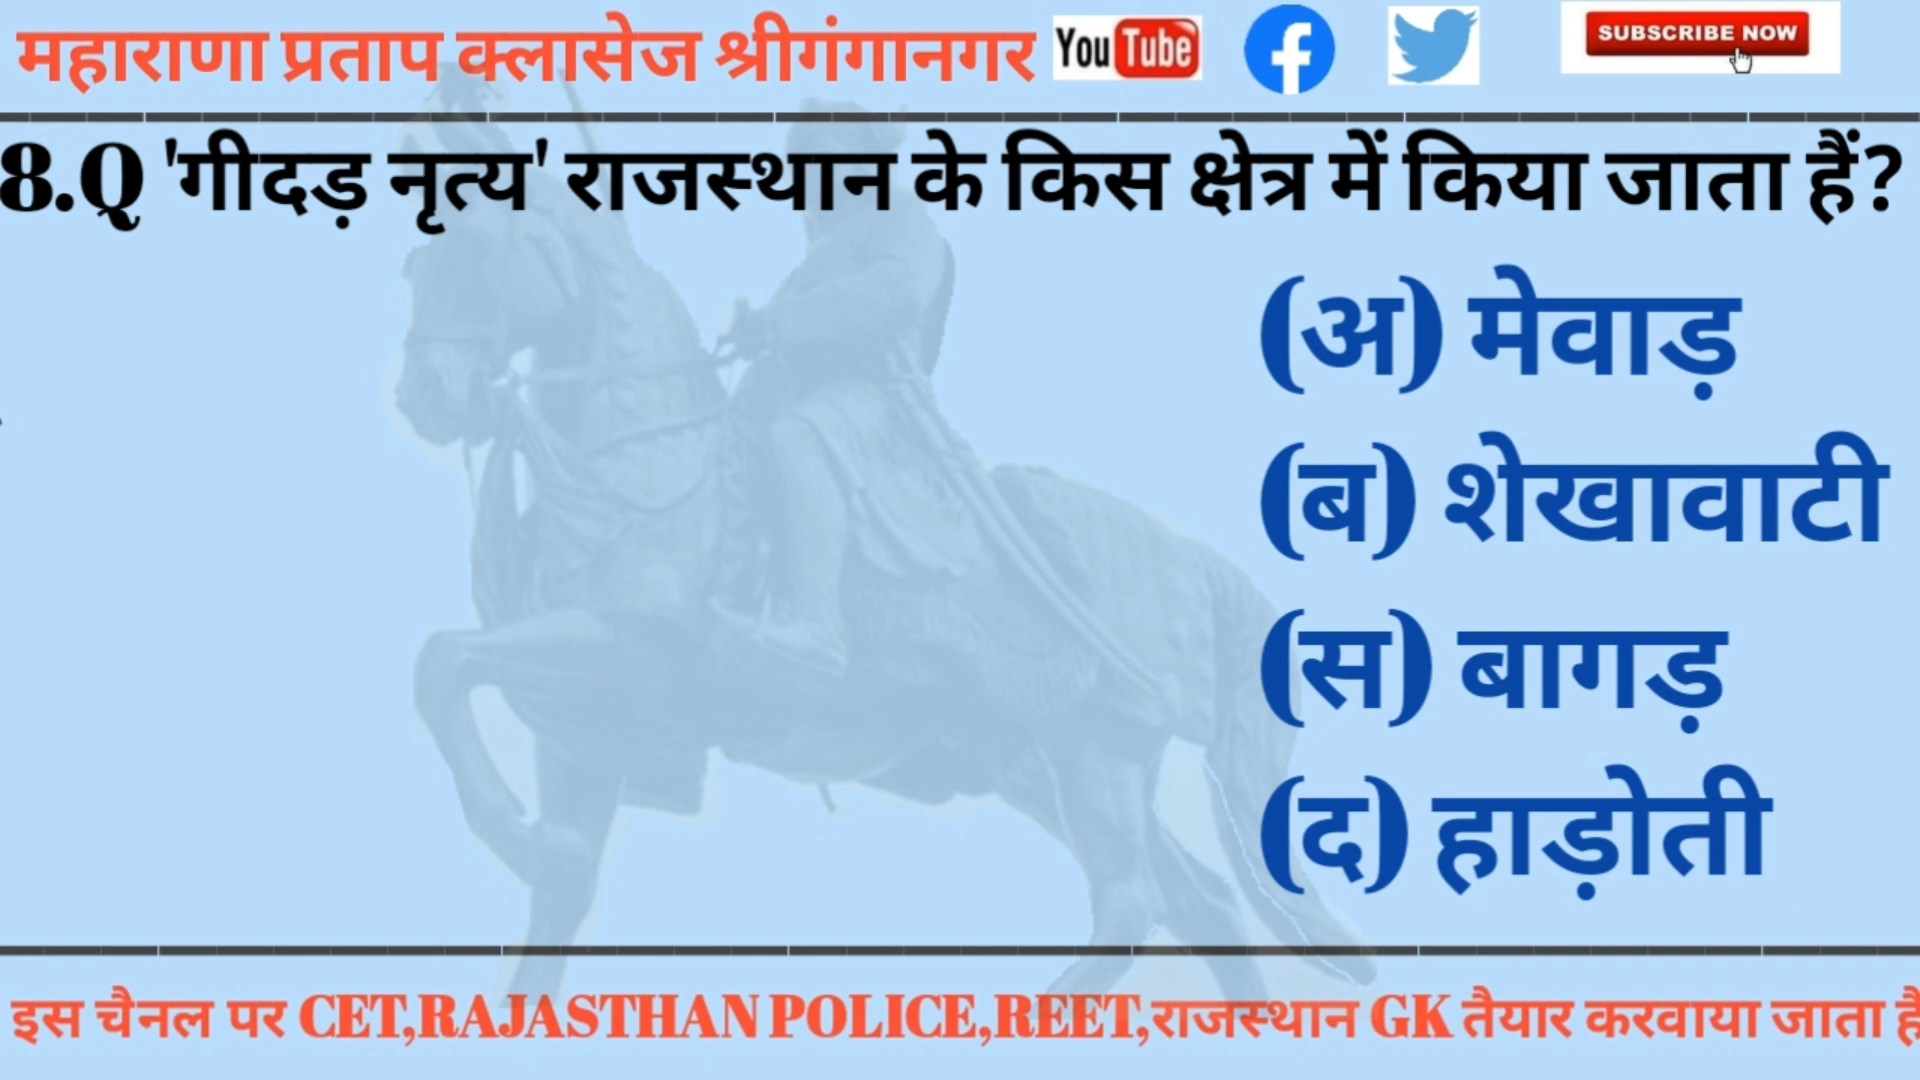 महाराणा प्रताप क्लासेज श्रीगंगानगर YouTube SUBSCRIBE NOW
8.Q 'गीदड़ नृत्य' राजस्थान के किस क्षेत्र में किया जाता हैं?
(अ) मेवाड़
(ब) शेखावाटी
(स) बागड़
(द) हाड़ोती
इस चैनल पर CET,RAJASTHAN POLICE,REET,राजस्थान GK तैयार करवाया जाता है